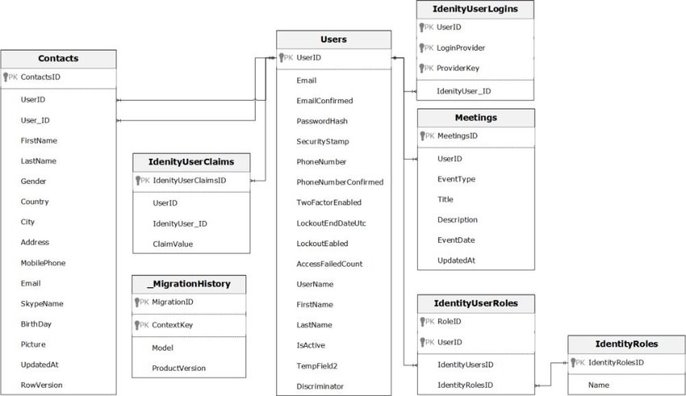 Contacts
PK ContactsID
UserID
User_ID
FirstName
LastName
Gender
Country
City
Address
MobilePhone
Email
SkypeName
BirthDay
Picture
UpdatedAt
RowVersion
IdenityUserClaims
PK IdenityUserClaimsID
UserID
IdenityUser_ID
ClaimValue
_MigrationHistory
PK MigrationID
PK ContextKey
Model
ProductVersion
Users
PK UserID
Email
EmailConfirmed
PasswordHash
SecurityStamp
PhoneNumber
PhoneNumberConfirmed
TwoFactorEnabled
LockoutEndDateUtc
LockoutEabled
AccessFailedCount
UserName
FirstName
LastName
IsActive
TempField2
Discriminator
IdenityUserLogins
PK UserID
PK LoginProvider
PK ProviderKey
IdenityUser_ID
Meetings
PK MeetingsID
UserID
EventType
Title
Description
EventDate
UpdatedAt
IdentityUserRoles
PK RoleID
PK UserID
IdentityUsersID
IdentityRolesID
IdentityRoles
PK IdentityRolesID
Name